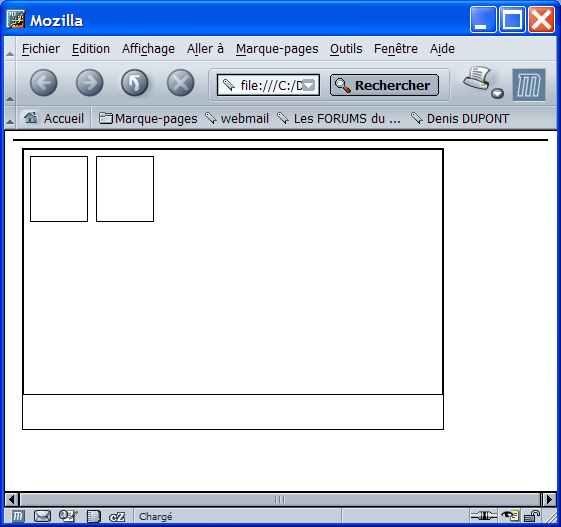 Mozilla
Fichier Edition Affichage Aller à Marque-pages Outils Fenêtre Aide
file:///C:/D Rechercher
Accueil Marque-pages webmail Les FORUMS du ... Denis DUPONT
Chargé